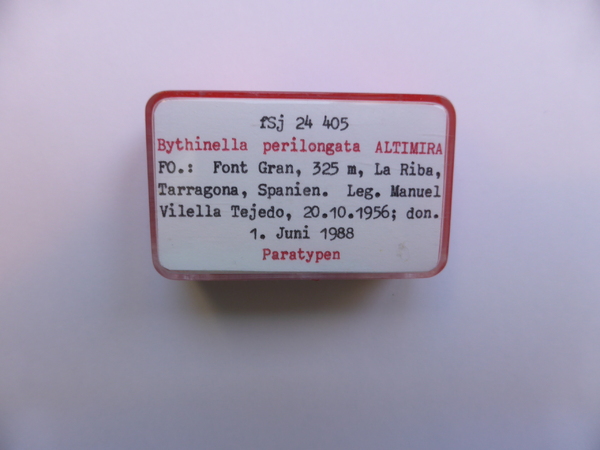 fSj 24 405
Bythinella perilongata ALTIMIRA
FO.: Font Gran, 325 m, La Riba,
Tarragona, Spanien. Leg. Manuel
Vilella Tejedo, 20.10.1956; don.
1. Juni 1988
Paratypen